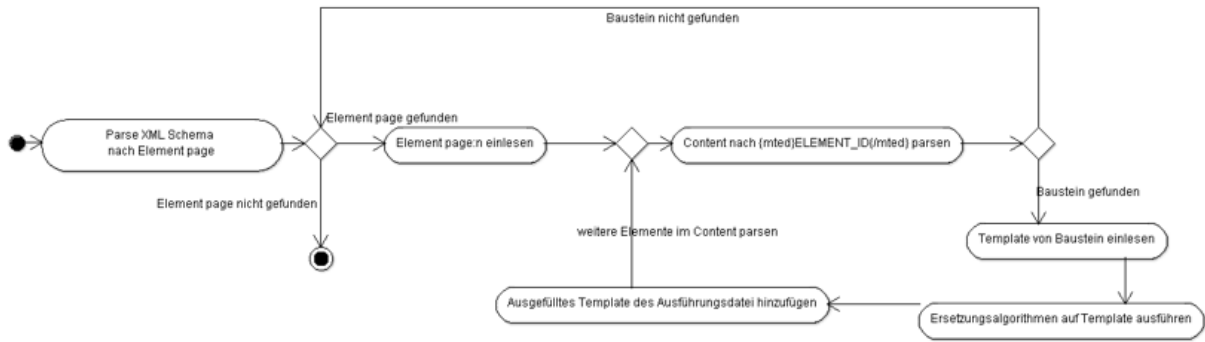 Baustein nicht gefunden
Element page gefunden
Parse XML Schema
nach Element page
Element page:n einlesen
Content nach {mted}ELEMENT_ID{/mted} parsen
Baustein gefunden
Element page nicht gefunden
weitere Elemente im Content parsen
Template von Baustein einlesen
Ausgefülltes Template des Ausführungsdatei hinzufügen
Ersetzungsalgorithmen auf Template ausführen